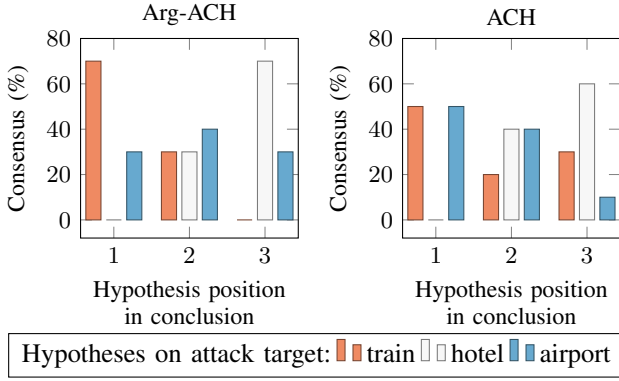 Arg-ACH
80
60
40
20
0
Consensus (%)
1 2 3
Hypothesis position
in conclusion
ACH
80
60
40
20
0
Consensus (%)
1 2 3
Hypothesis position
in conclusion
Hypotheses on attack target: train hotel airport